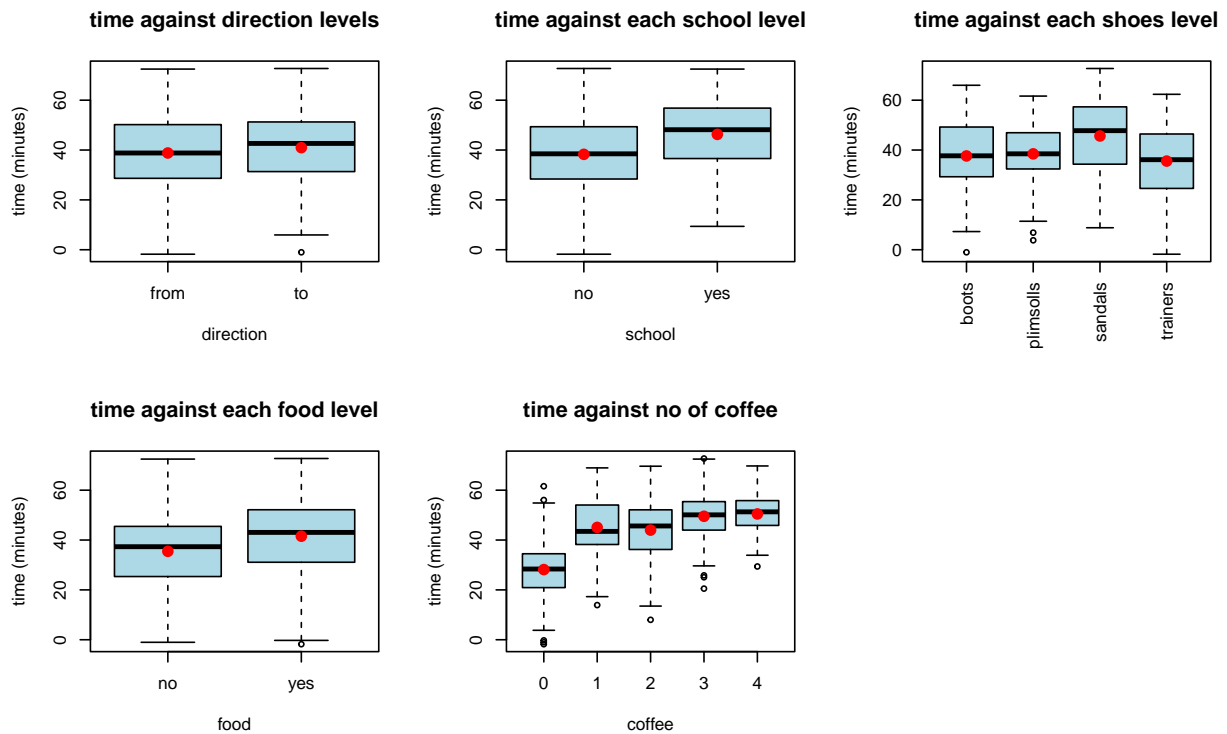 time against direction levels
time (minutes)
0
20
40
60
from
to
direction
time against each school level
time (minutes)
0
20
40
60
no
yes
school
time against each shoes level
time (minutes)
0
20
40
60
boots
plimsolls
sandals
trainers
time against each food level
time (minutes)
0
20
40
60
no
yes
food
time against no of coffee
time (minutes)
0
20
40
60
0
1
2
3
4
coffee